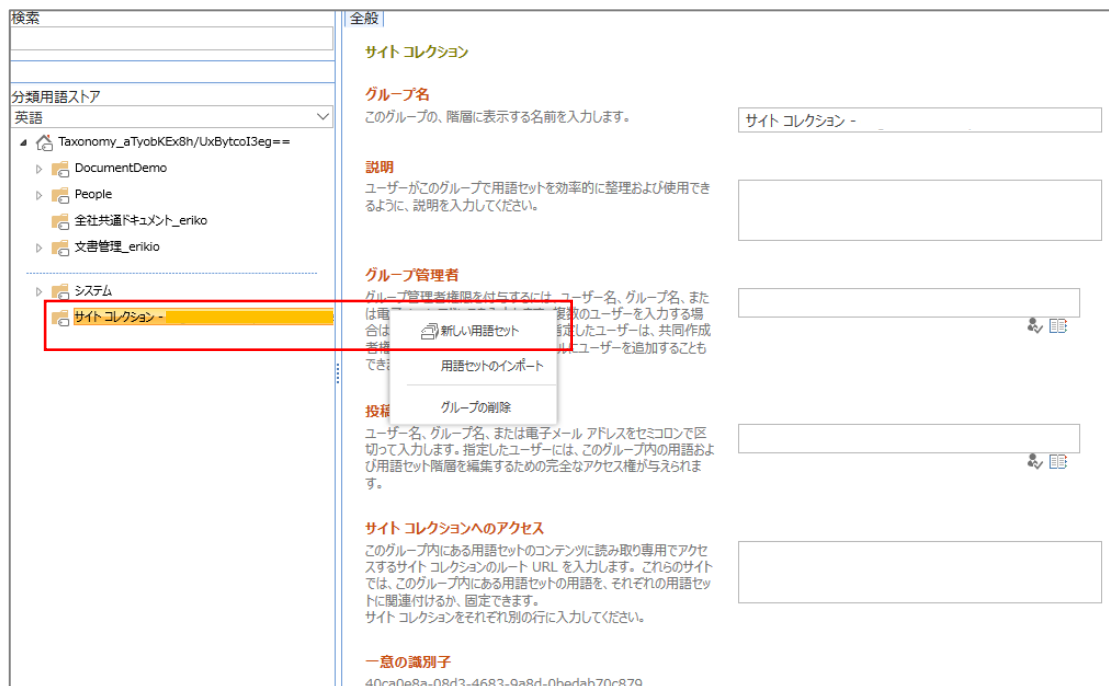 検索
分類用語ストア
英語
Taxonomy_aTyobKEx8h/UxBytcoI3eg==
DocumentDemo
People
全社共通ドキュメント_eriko
文書管理_erikio
システム
サイト コレクション -
新しい用語セット
用語セットのインポート
グループの削除
全般
サイト コレクション
グループ名
このグループの、階層に表示する名前を入力します。
サイト コレクション -
説明
ユーザーがこのグループで用語セットを効率的に整理および使用でき
るように、説明を入力してください。
グループ管理者
グループ管理者権限を付与するには、ユーザー名、グループ名、また
は電
複数のユーザーを入力する場
合は
指定したユーザーは、共同作成
者権
ルにユーザーを追加することも
でき
投稿
ユーザー名、グループ名、または電子メール アドレスをセミコロンで区
切って入力します。指定したユーザーには、このグループ内の用語およ
び用語セット階層を編集するための完全なアクセス権が与えられま
す。
サイト コレクションへのアクセス
このグループ内にある用語セットのコンテンツに読み取り専用でアクセ
スするサイト コレクションのルート URL を入力します。これらのサイト
では、このグループ内にある用語セットの用語を、それぞれの用語セッ
トに関連付けるか、固定できます。
サイト コレクションをそれぞれ別の行に入力してください。
一意の識別子
40ca0e8a-08d3-4683-9a8d-0bedab70c879